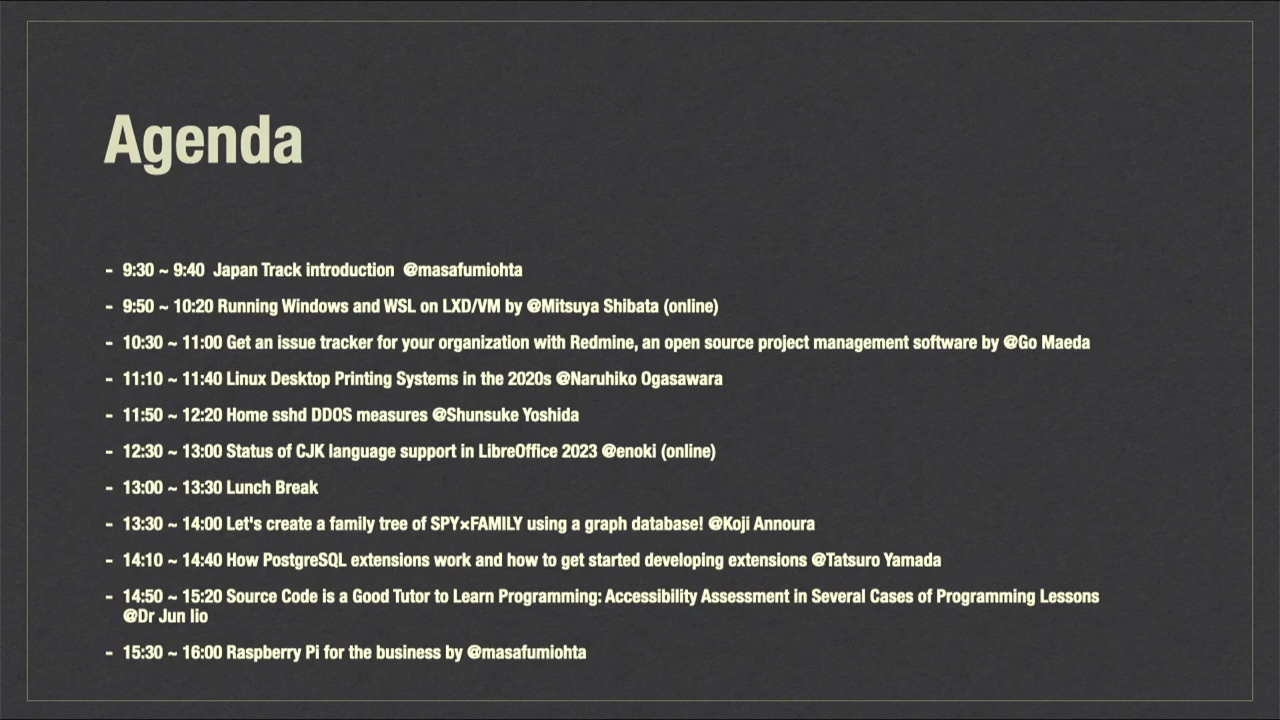 Agenda
- 9:30 ~ 9:40  Japan Track introduction  @masafumiohta
- 9:50 ~ 10:20 Running Windows and WSL on LXD/VM by @Mitsuya Shibata (online)
- 10:30 ~ 11:00 Get an issue tracker for your organization with Redmine, an open source project management software by @Go Maeda
- 11:10 ~ 11:40 Linux Desktop Printing Systems in the 2020s @Naruhiko Ogasawara
- 11:50 ~ 12:20 Home sshd DDOS measures @Shunsuke Yoshida
- 12:30 ~ 13:00 Status of CJK language support in LibreOffice 2023 @enoki (online)
- 13:00 ~ 13:30 Lunch Break
- 13:30 ~ 14:00 Let's create a family tree of SPY×FAMILY using a graph database! @Koji Annoura
- 14:10 ~ 14:40 How PostgreSQL extensions work and how to get started developing extensions @Tatsuro Yamada
- 14:50 ~ 15:20 Source Code is a Good Tutor to Learn Programming: Accessibility Assessment in Several Cases of Programming Lessons
@Dr Jun Iio
- 15:30 ~ 16:00 Raspberry Pi for the business by @masafumiohta